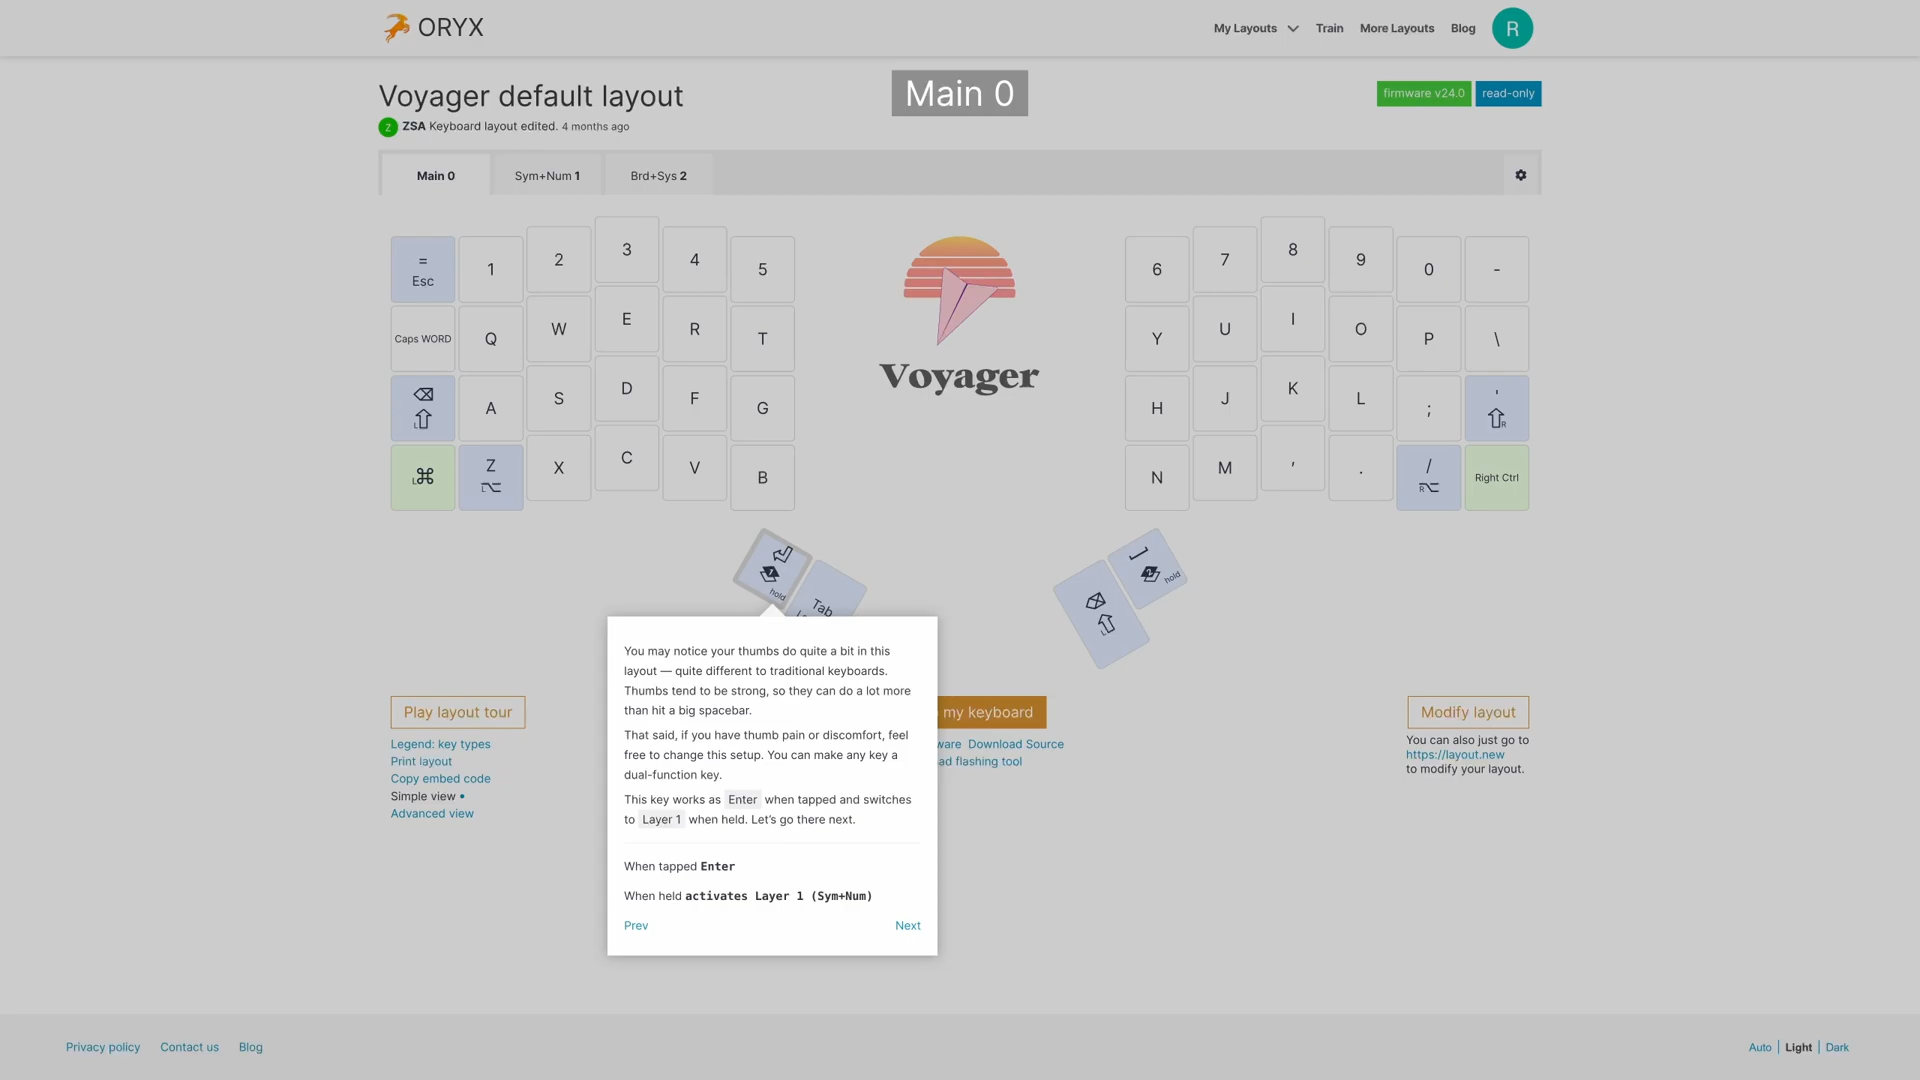 ORYX
My Layouts
Train
More Layouts
Blog
R
Voyager default layout
Main 0
firmware v24.0
read-only
Z
ZSA Keyboard layout edited. 4 months ago
Main 0
Sym+Num 1
Brd+Sys 2
=
Esc
1
2
3
4
5
6
7
8
9
0
-
Caps WORD
Q
W
E
R
T
Y
U
I
O
P
\
L
A
S
D
F
G
H
J
K
L
;
'
R
L
Z
L
X
C
V
B
N
M
,
.
/
R
Right Ctrl
Voyager
1
hold
Tab
]
2
hold
L
You may notice your thumbs do quite a bit in this
layout — quite different to traditional keyboards.
Thumbs tend to be strong, so they can do a lot more
than hit a big spacebar.
That said, if you have thumb pain or discomfort, feel
free to change this setup. You can make any key a
dual-function key.
This key works as Enter when tapped and switches
to Layer 1 when held. Let's go there next.
When tapped Enter
When held activates Layer 1 (Sym+Num)
Prev
Next
Play layout tour
Legend: key types
Print layout
Copy embed code
Simple view •
Advanced view
my keyboard
ware
Download Source
ad flashing tool
Modify layout
You can also just go to
https://layout.new
to modify your layout.
Privacy policy
Contact us
Blog
Auto | Light | Dark